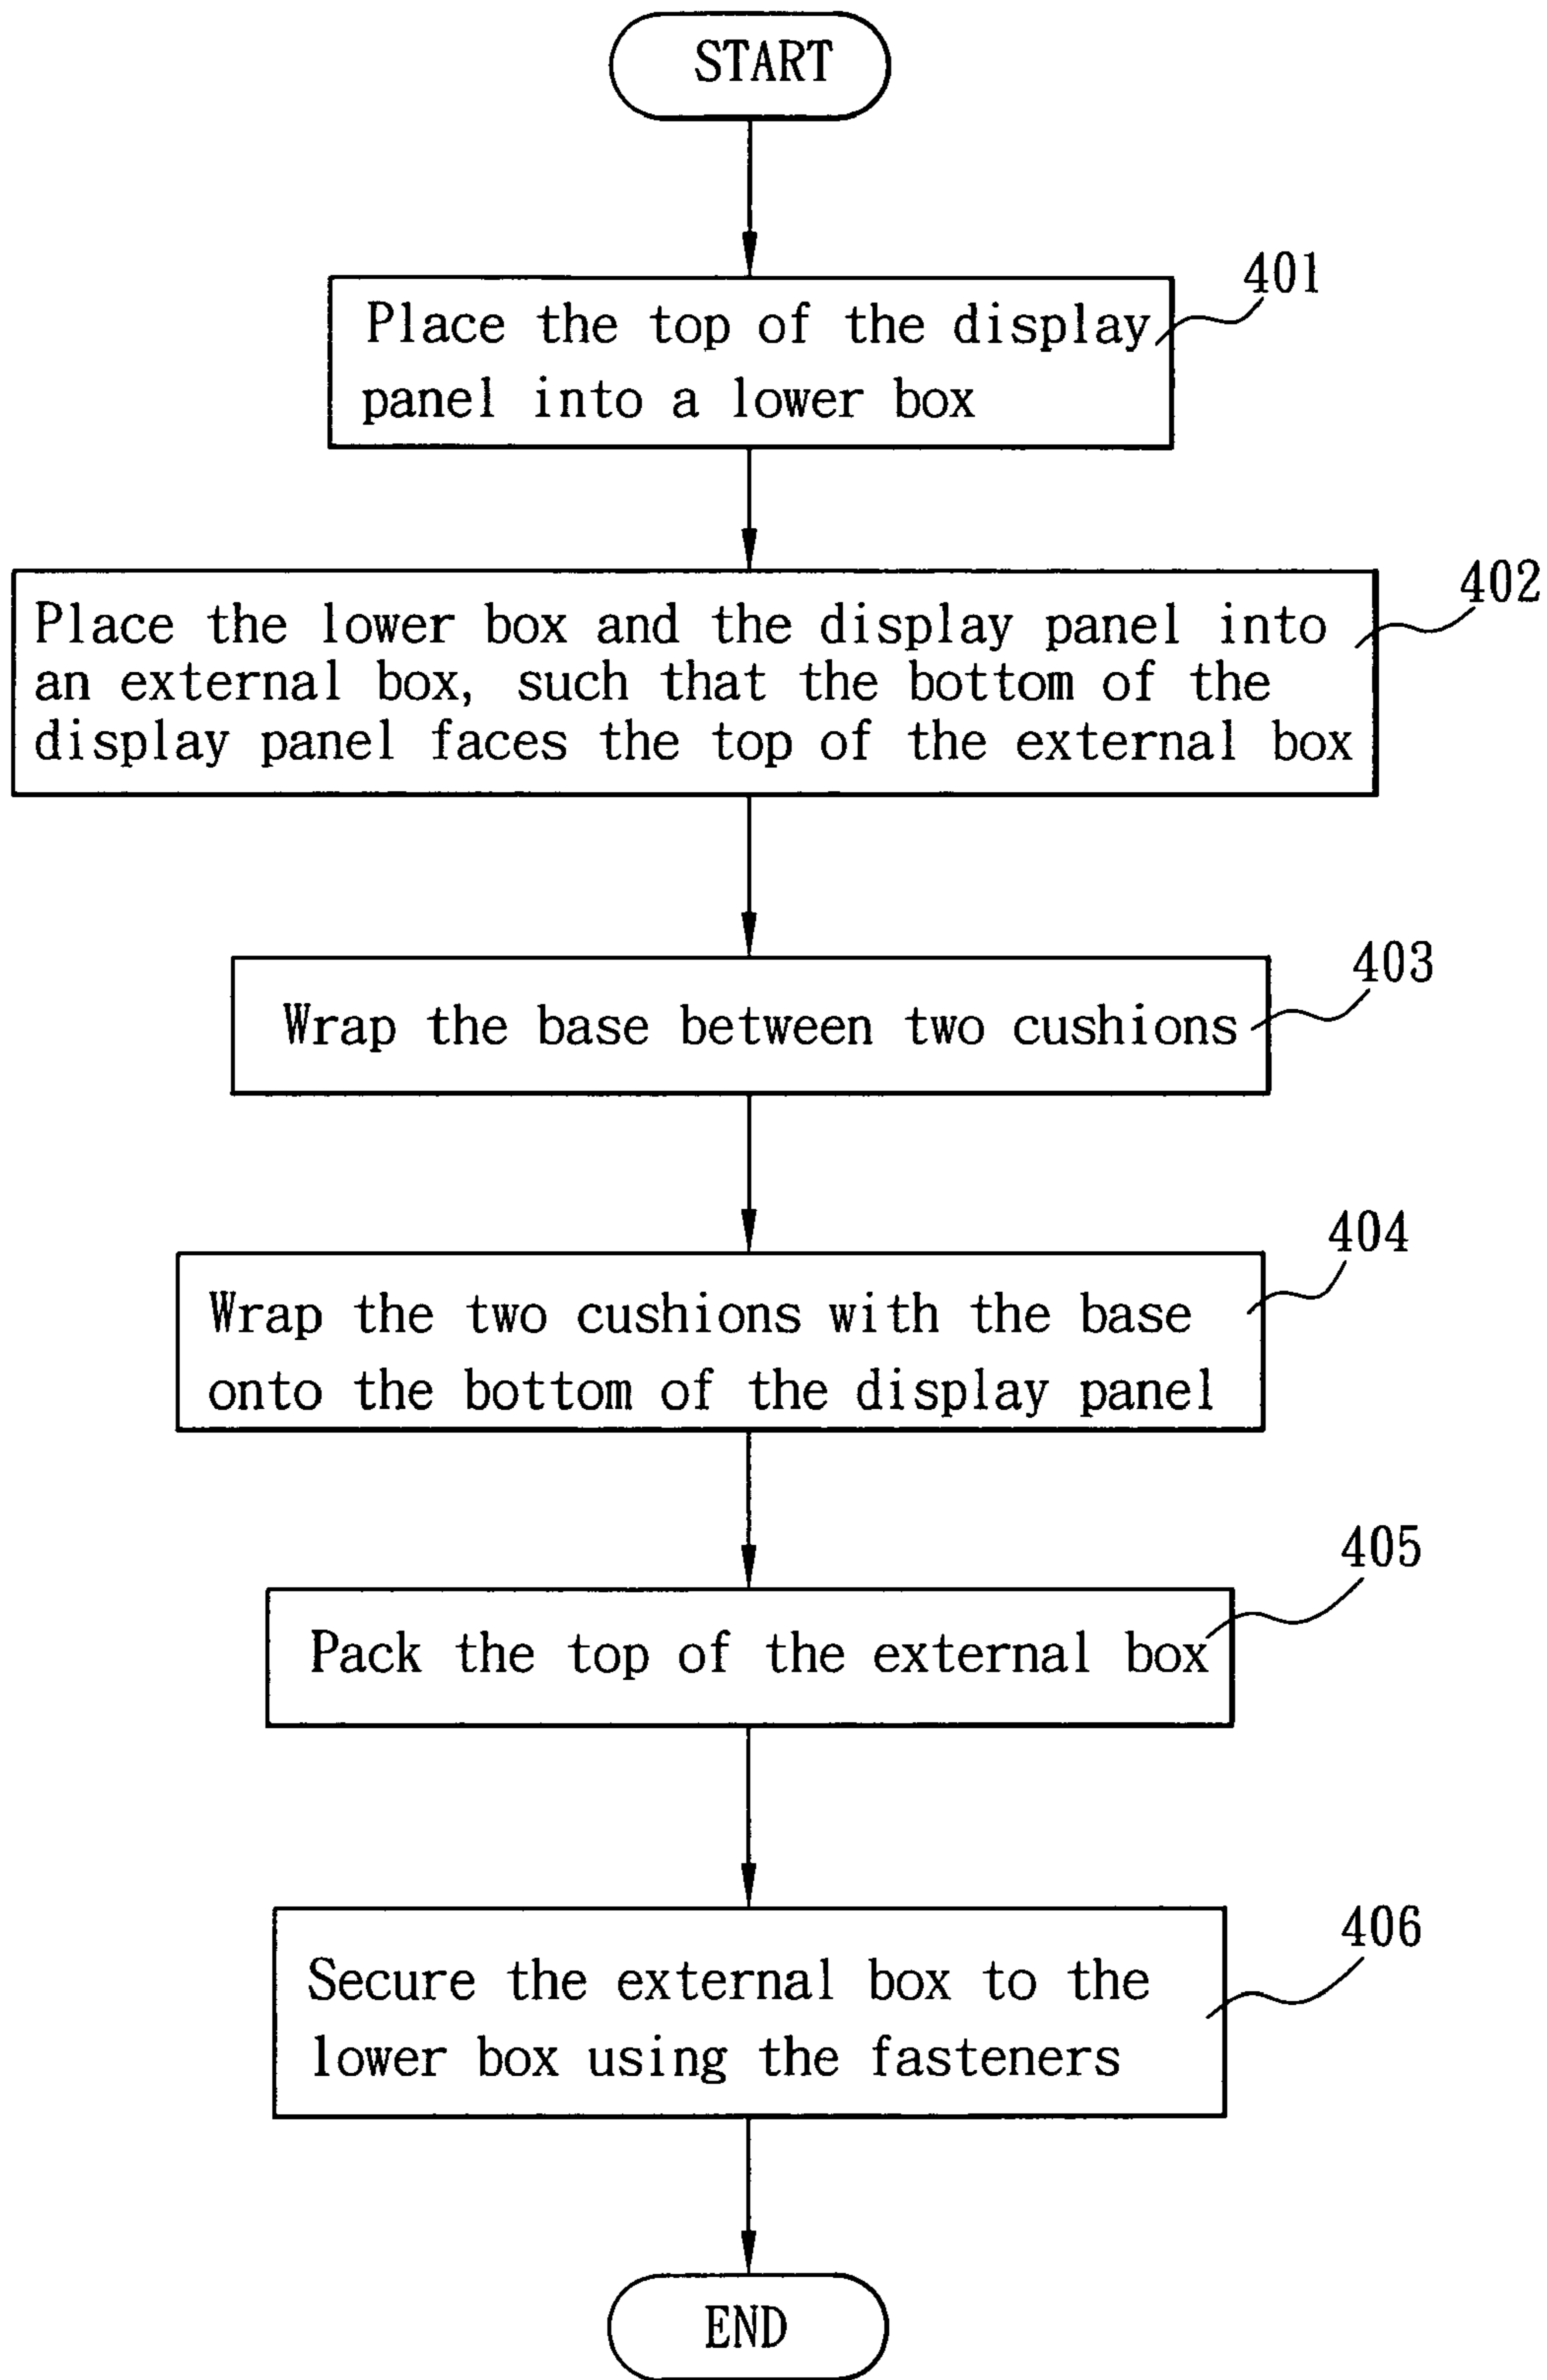 START
401
Place the top of the display
panel into a lower box
402
Place the lower box and the display panel into
an external box, such that the bottom of the
display panel faces the top of the external box
403
Wrap the base between two cushions
404
Wrap the two cushions with the base
onto the bottom of the display panel
405
Pack the top of the external box
406
Secure the external box to the
lower box using the fasteners
END